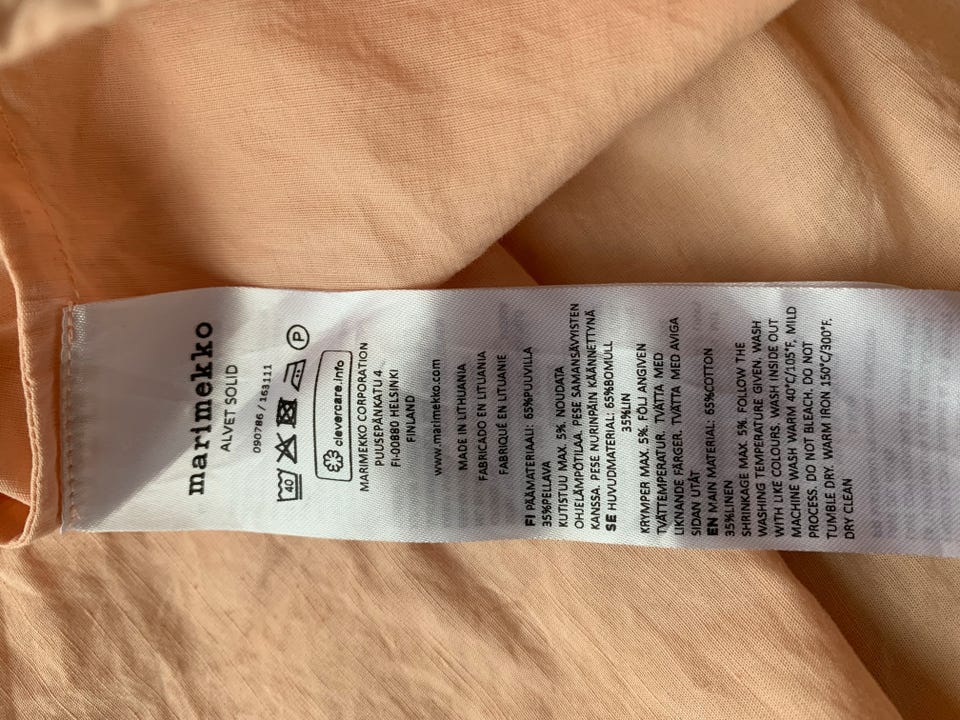 marimekko
ALVET SOLID
090786 / 163111
40 P
clevercare.info
MARIMEKKO CORPORATION
PUUSEPÄNKATU 4
FI-00880 HELSINKI
FINLAND
www.marimekko.com
MADE IN LITHUANIA
FABRICADO EN LITUANIA
FABRIQUÉ EN LITUANIE
FI PÄÄMATERIAALI: 65%PUUVILLA
35%PELLAVA
KUTISTUU MAX. 5%. NOUDATA
OHJELÄMPÖTILAA. PESE SAMANSÄVYISTEN
KANSSA. PESE NURINPÄIN KÄÄNNETTYNÄ
SE HUVUDMATERIAL: 65%BOMULL
35%LIN
KRYMPER MAX. 5%. FÖLJ ANGIVEN
TVÄTTEMPERATUR. TVÄTTA MED
LIKNANDE FÄRGER. TVÄTTA MED AVIGA
SIDAN UTÅT
EN MAIN MATERIAL: 65%COTTON
35%LINEN
SHRINKAGE MAX. 5%. FOLLOW THE
WASHING TEMPERATURE GIVEN. WASH
WITH LIKE COLOURS. WASH INSIDE OUT
MACHINE WASH WARM 40°C/105°F, MILD
PROCESS. DO NOT BLEACH. DO NOT
TUMBLE DRY. WARM IRON 150°C/300°F.
DRY CLEAN